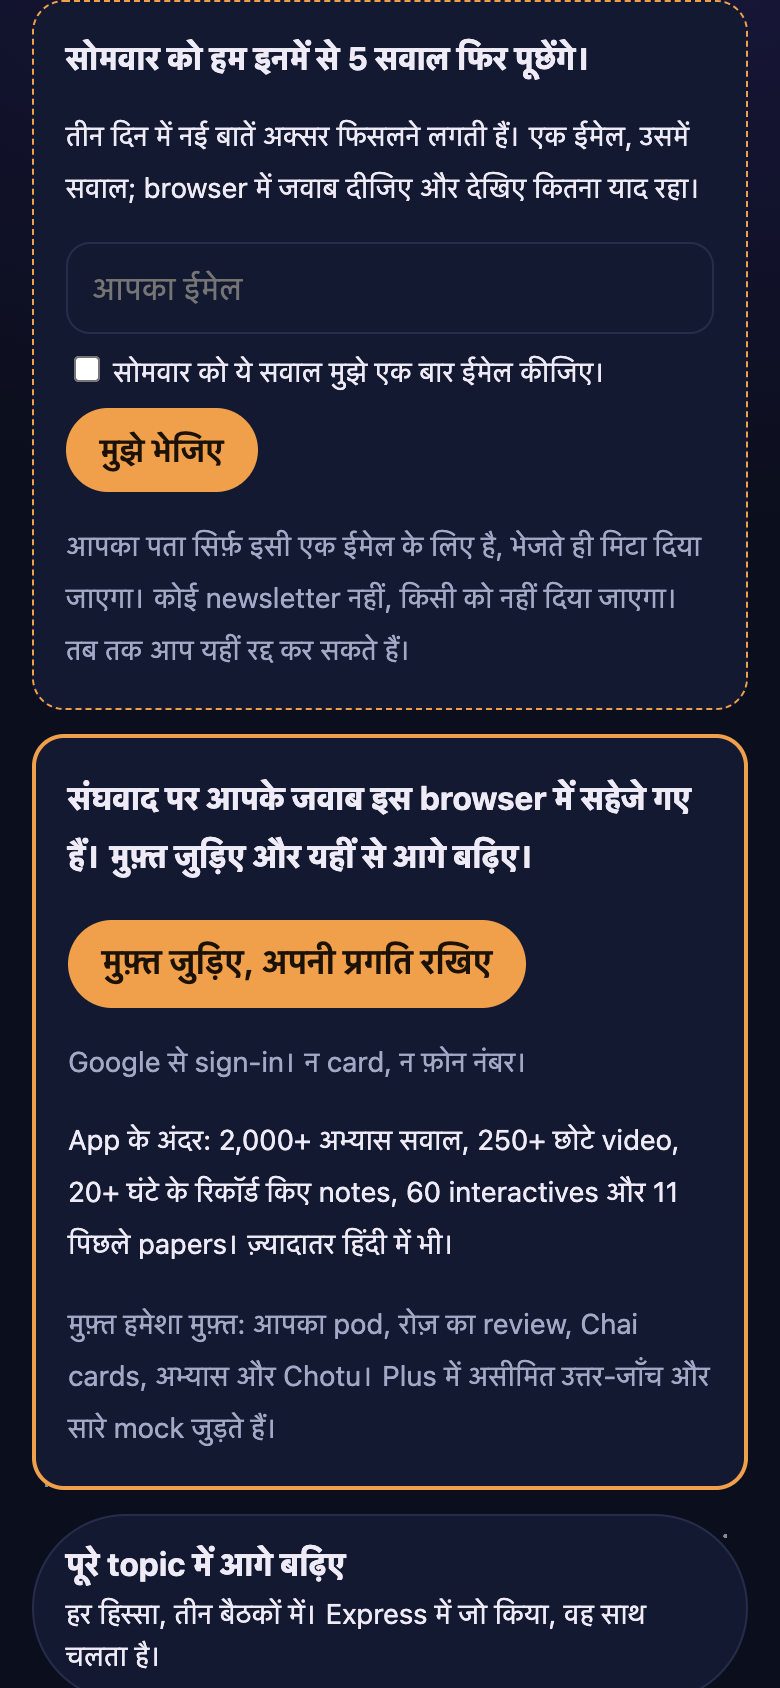 सोमवार को हम इनमें से 5 सवाल फिर पूछेंगे।
तीन दिन में नई बातें अक्सर फिसलने लगती हैं। एक ईमेल, उसमें
सवाल; browser में जवाब दीजिए और देखिए कितना याद रहा।
आपका ईमेल
सोमवार को ये सवाल मुझे एक बार ईमेल कीजिए।
मुझे भेजिए
आपका पता सिर्फ़ इसी एक ईमेल के लिए है, भेजते ही मिटा दिया
जाएगा। कोई newsletter नहीं, किसी को नहीं दिया जाएगा।
तब तक आप यहीं रद्द कर सकते हैं।
संघवाद पर आपके जवाब इस browser में सहेजे गए
हैं। मुफ़्त जुड़िए और यहीं से आगे बढ़िए।
मुफ़्त जुड़िए, अपनी प्रगति रखिए
Google से sign-in। न card, न फ़ोन नंबर।
App के अंदर: 2,000+ अभ्यास सवाल, 250+ छोटे video,
20+ घंटे के रिकॉर्ड किए notes, 60 interactives और 11
पिछले papers। ज़्यादातर हिंदी में भी।
मुफ़्त हमेशा मुफ़्त: आपका pod, रोज़ का review, Chai
cards, अभ्यास और Chotu। Plus में असीमित उत्तर-जाँच और
सारे mock जुड़ते हैं।
पूरे topic में आगे बढ़िए
हर हिस्सा, तीन बैठकों में। Express में जो किया, वह साथ
चलता है।